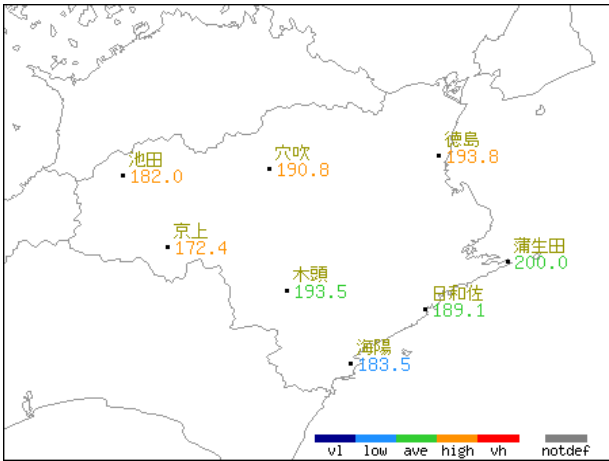 徳島
193.8
穴吹
190.8
池田
182.0
京上
172.4
蒲生田
200.0
木頭
193.5
日和佐
189.1
海陽
183.5
vl low ave high vh notdef